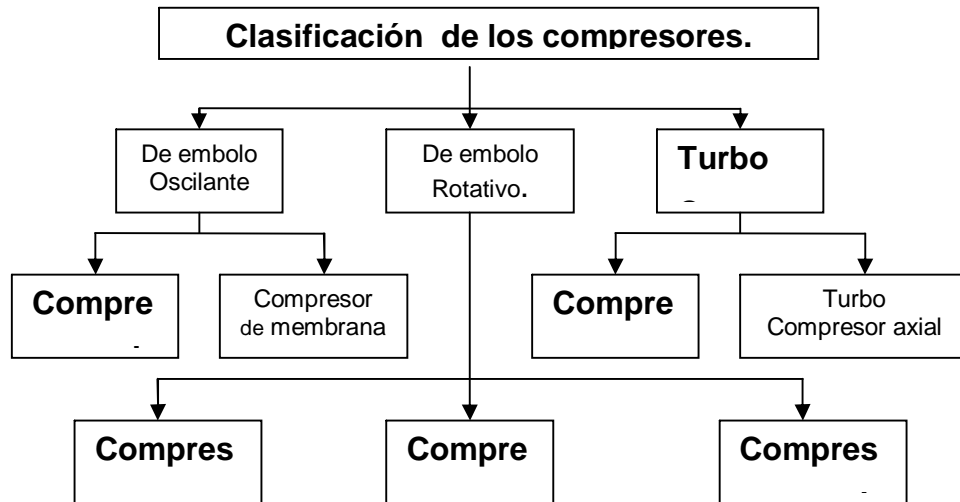 Clasificación de los compresores.
De embolo
Oscilante
De embolo
Rotativo.
Turbo
Compre
Compresor
de membrana
Compre
Turbo
Compresor axial
Compres
Compre
Compres